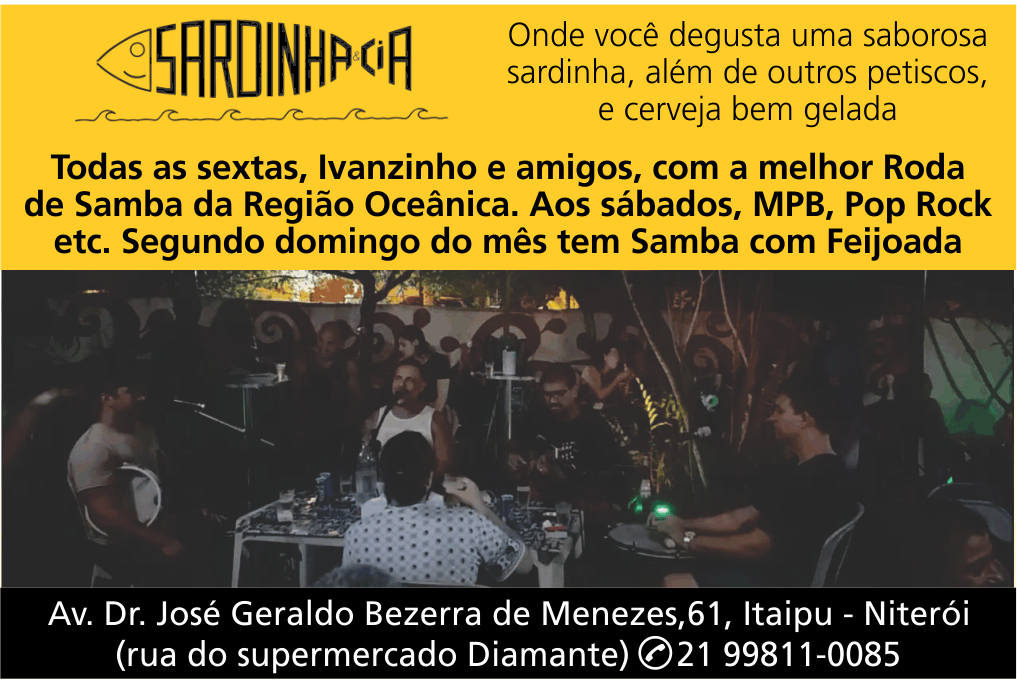 SARDINHA & CIA
Onde você degusta uma saborosa
sardinha, além de outros petiscos,
e cerveja bem gelada
Todas as sextas, Ivanzinho e amigos, com a melhor Roda
de Samba da Região Oceânica. Aos sábados, MPB, Pop Rock
etc. Segundo domingo do mês tem Samba com Feijoada
Av. Dr. José Geraldo Bezerra de Menezes,61, Itaipu - Niterói
(rua do supermercado Diamante) 21 99811-0085